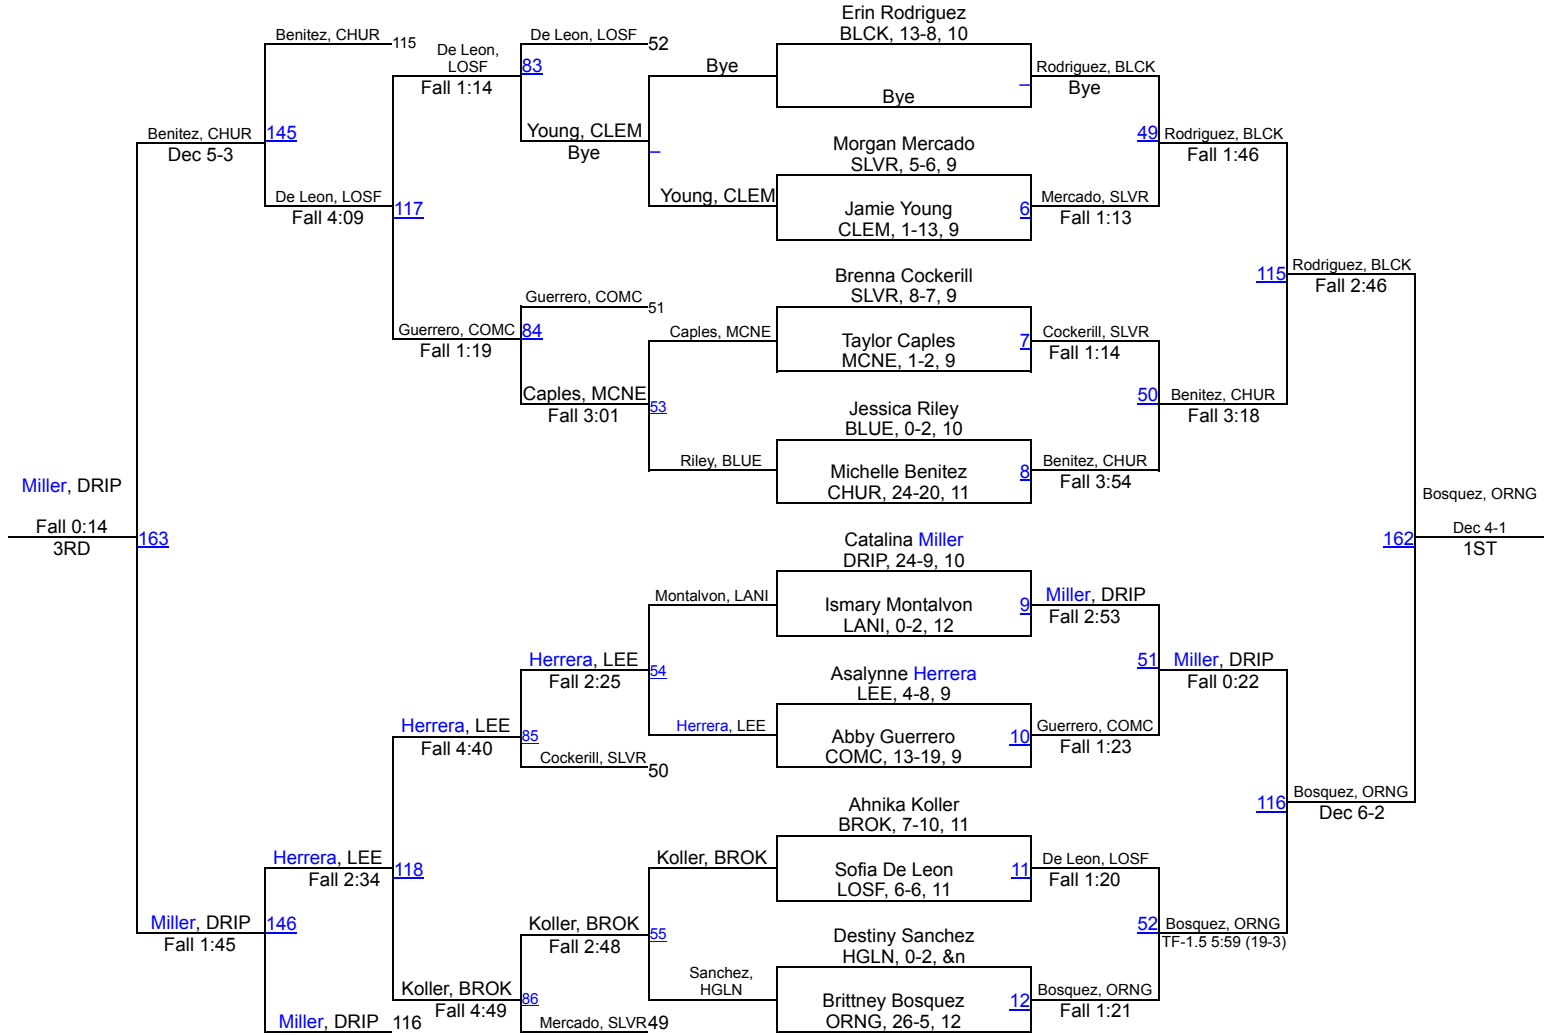 Erin Rodriguez
BLCK, 13-8, 10
Benitez, CHUR
115
De Leon,
LOSF
Fall 1:14
De Leon, LOSF
52
83
Bye
Bye
Rodriguez, BLCK
Bye
Benitez, CHUR
Dec 5-3
145
Young, CLEM
Bye
Morgan Mercado
SLVR, 5-6, 9
49
Rodriguez, BLCK
Fall 1:46
De Leon, LOSF
Fall 4:09
117
Young, CLEM
Jamie Young
CLEM, 1-13, 9
6
Mercado, SLVR
Fall 1:13
Brenna Cockerill
SLVR, 8-7, 9
115
Rodriguez, BLCK
Fall 2:46
Guerrero, COMC
51
Guerrero, COMC
Fall 1:19
84
Caples, MCNE
Taylor Caples
MCNE, 1-2, 9
7
Cockerill, SLVR
Fall 1:14
Caples, MCNE
Fall 3:01
53
Jessica Riley
BLUE, 0-2, 10
50
Benitez, CHUR
Fall 3:18
Riley, BLUE
Michelle Benitez
CHUR, 24-20, 11
8
Benitez, CHUR
Fall 3:54
Miller, DRIP
Fall 0:14
3RD
163
Bosquez, ORNG
Dec 4-1
1ST
162
Catalina Miller
DRIP, 24-9, 10
Montalvon, LANI
Ismary Montalvon
LANI, 0-2, 12
9
Miller, DRIP
Fall 2:53
Herrera, LEE
Fall 2:25
54
Asalynne Herrera
LEE, 4-8, 9
51
Miller, DRIP
Fall 0:22
Herrera, LEE
Fall 4:40
85
Cockerill, SLVR
50
Herrera, LEE
Abby Guerrero
COMC, 13-19, 9
10
Guerrero, COMC
Fall 1:23
Ahnika Koller
BROK, 7-10, 11
116
Bosquez, ORNG
Dec 6-2
Herrera, LEE
Fall 2:34
118
Koller, BROK
Sofia De Leon
LOSF, 6-6, 11
11
De Leon, LOSF
Fall 1:20
Miller, DRIP
Fall 1:45
146
Koller, BROK
Fall 2:48
55
Destiny Sanchez
HGLN, 0-2, &n
52
Bosquez, ORNG
TF-1.5 5:59 (19-3)
Koller, BROK
Fall 4:49
86
Sanchez,
HGLN
Brittney Bosquez
ORNG, 26-5, 12
12
Bosquez, ORNG
Fall 1:21
Miller, DRIP
116
Mercado, SLVR
49